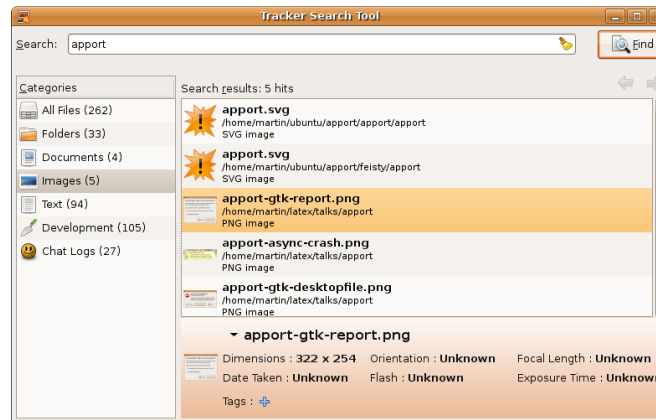 Tracker Search Tool
Search: apport Find
Categories
All Files (262)
Folders (33)
Documents (4)
Images (5)
Text (94)
Development (105)
Chat Logs (27)
Search results: 5 hits
apport.svg
/home/martin/ubuntu/apport/apport/apport
SVG image
apport.svg
/home/martin/ubuntu/apport/feisty/apport
SVG image
apport-gtk-report.png
/home/martin/latex/talks/apport
PNG image
apport-async-crash.png
/home/martin/latex/talks/apport
PNG image
apport-gtk-desktopfile.png
/home/martin/latex/talks/apport
PNG image
apport-gtk-report.png
Dimensions : 322 x 254 Orientation : Unknown Focal Length : Unknown
Date Taken : Unknown Flash : Unknown Exposure Time : Unknown
Tags :